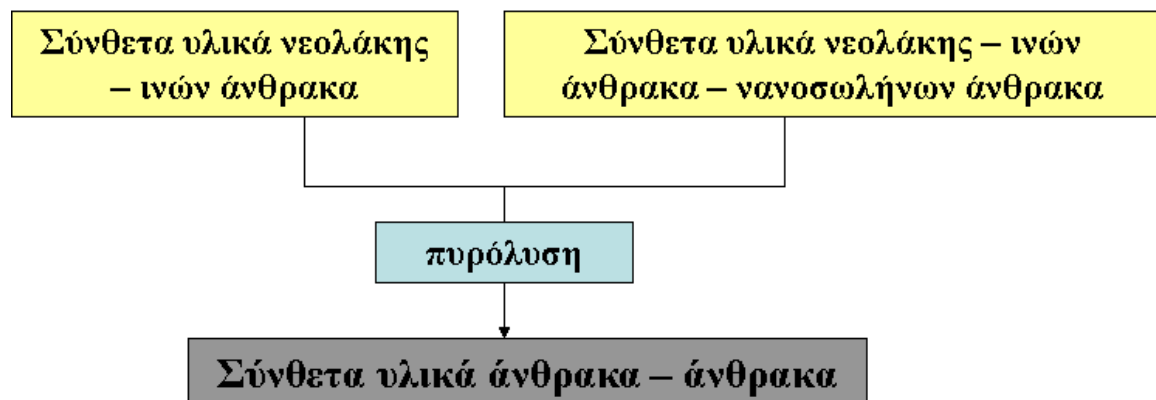 Σύνθετα υλικά νεολάκης
– ινών άνθρακα
Σύνθετα υλικά νεολάκης – ινών
άνθρακα – νανοσωλήνων άνθρακα
πυρόλυση
Σύνθετα υλικά άνθρακα – άνθρακα